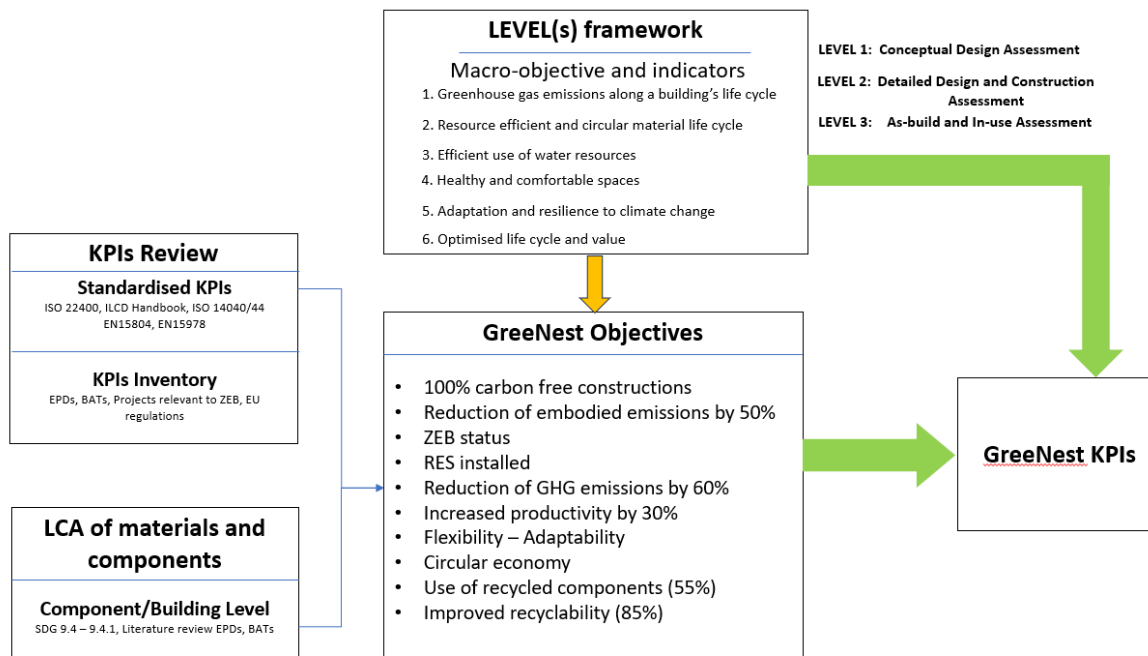 LEVEL(s) framework
Macro-objective and indicators
1. Greenhouse gas emissions along a building's life cycle
2. Resource efficient and circular material life cycle
3. Efficient use of water resources
4. Healthy and comfortable spaces
5. Adaptation and resilience to climate change
6. Optimised life cycle and value
LEVEL 1: Conceptual Design Assessment
LEVEL 2: Detailed Design and Construction
Assessment
LEVEL 3: As-build and In-use Assessment
KPIs Review
Standardised KPIs
ISO 22400, ILCD Handbook, ISO 14040/44
EN15804, EN15978
KPIs Inventory
EPDs, BATs, Projects relevant to ZEB, EU
regulations
LCA of materials and
components
Component/Building Level
SDG 9.4 – 9.4.1, Literature review EPDs, BATs
GreeNest Objectives
• 100% carbon free constructions
• Reduction of embodied emissions by 50%
• ZEB status
• RES installed
• Reduction of GHG emissions by 60%
• Increased productivity by 30%
• Flexibility – Adaptability
• Circular economy
• Use of recycled components (55%)
• Improved recyclability (85%)
GreeNest KPIs